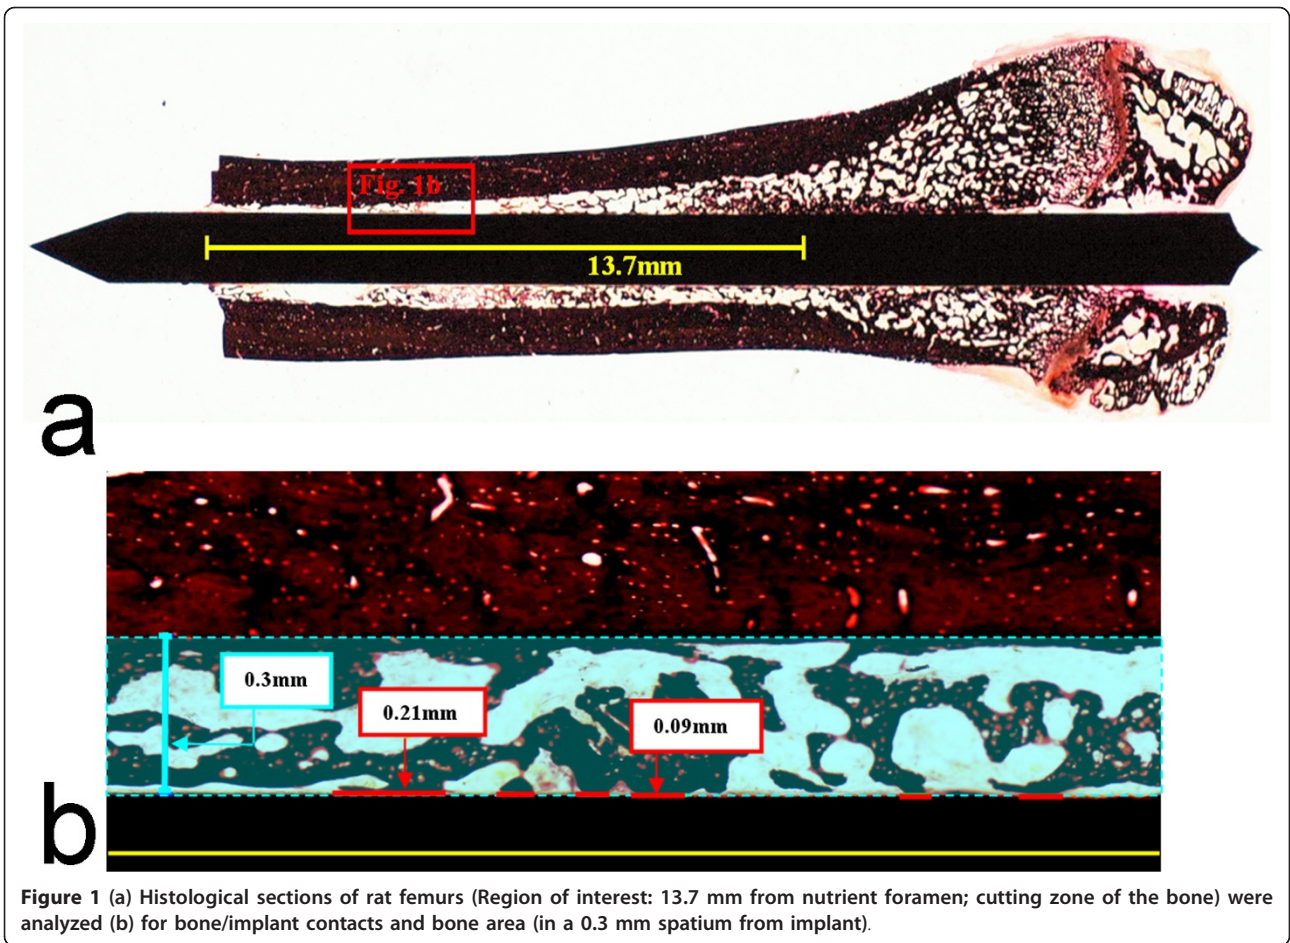 Fig. 1b
13.7mm
a
0.3mm
0.21mm
0.09mm
b
Figure 1 (a) Histological sections of rat femurs (Region of interest: 13.7 mm from nutrient foramen; cutting zone of the bone) were
analyzed (b) for bone/implant contacts and bone area (in a 0.3 mm spatium from implant).